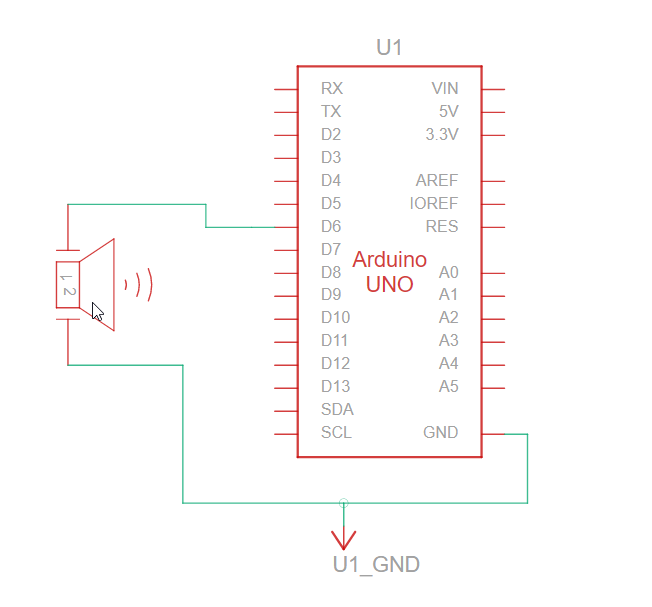 U1
RX VIN
TX 5V
D2 3.3V
D3
D4 AREF
D5 IOREF
D6 RES
D7
Arduino
UNO
D8 A0
D9 A1
D10 A2
D11 A3
D12 A4
D13 A5
SDA
SCL GND
1 2
U1_GND